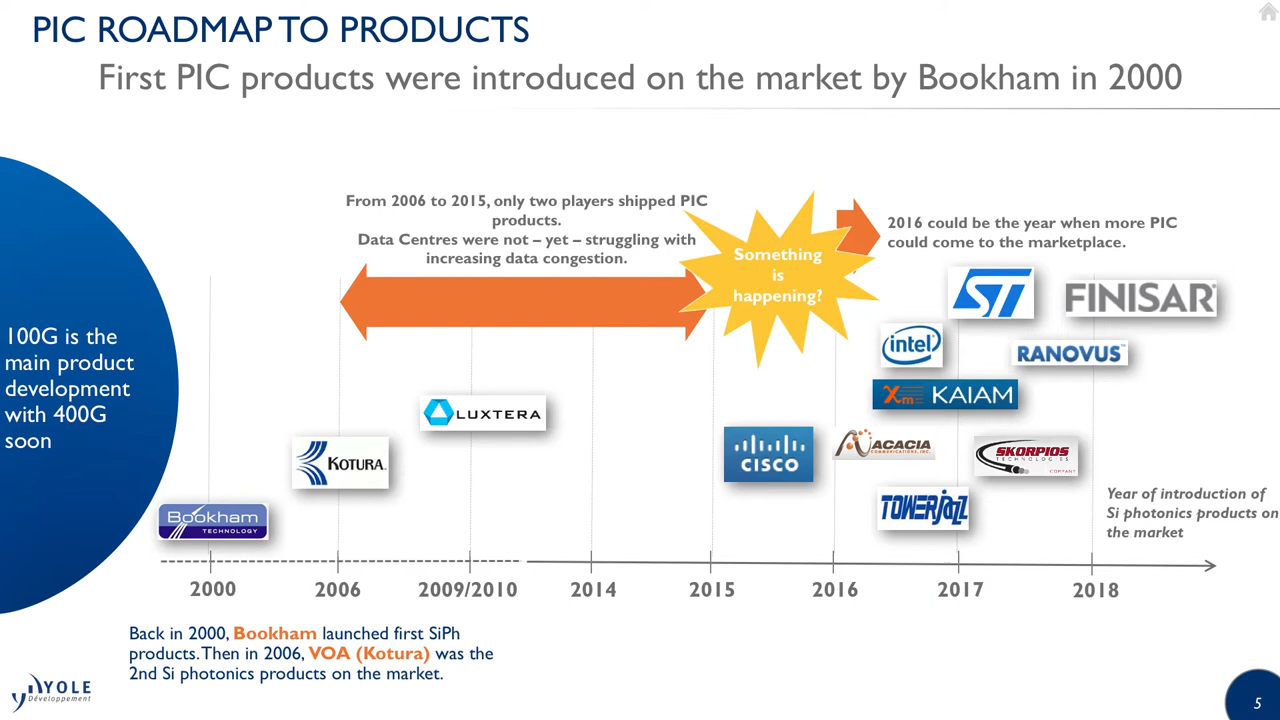 PIC ROADMAP TO PRODUCTS
First PIC products were introduced on the market by Bookham in 2000
From 2006 to 2015, only two players shipped PIC
products.
Data Centres were not – yet – struggling with
increasing data congestion.
Something
is
happening?
2016 could be the year when more PIC
could come to the marketplace.
100G is the
main product
development
with 400G
soon
ST
FINISAR
intel
RANOVUS
Xm KAIAM
LUXTERA
KOTURA
CISCO
ACACIA
COMMUNICATIONS, INC.
SKORPIOS
TECHNOLOGIES
COMPANY
Bookham
TECHNOLOGY
TOWERJAZZ
Year of introduction of
Si photonics products on
the market
2000
2006
2009/2010
2014
2015
2016
2017
2018
Back in 2000, Bookham launched first SiPh
products. Then in 2006, VOA (Kotura) was the
2nd Si photonics products on the market.
YOLE
Développement
5